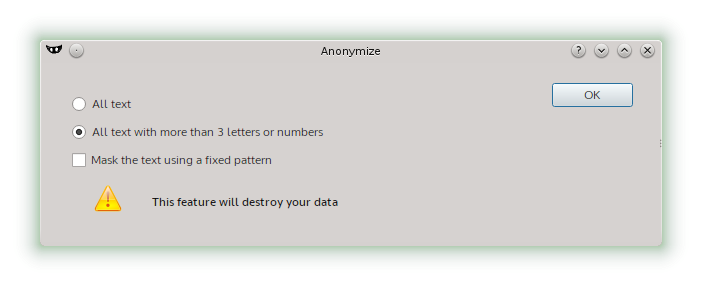 Anonymize
All text
OK
All text with more than 3 letters or numbers
Mask the text using a fixed pattern
This feature will destroy your data